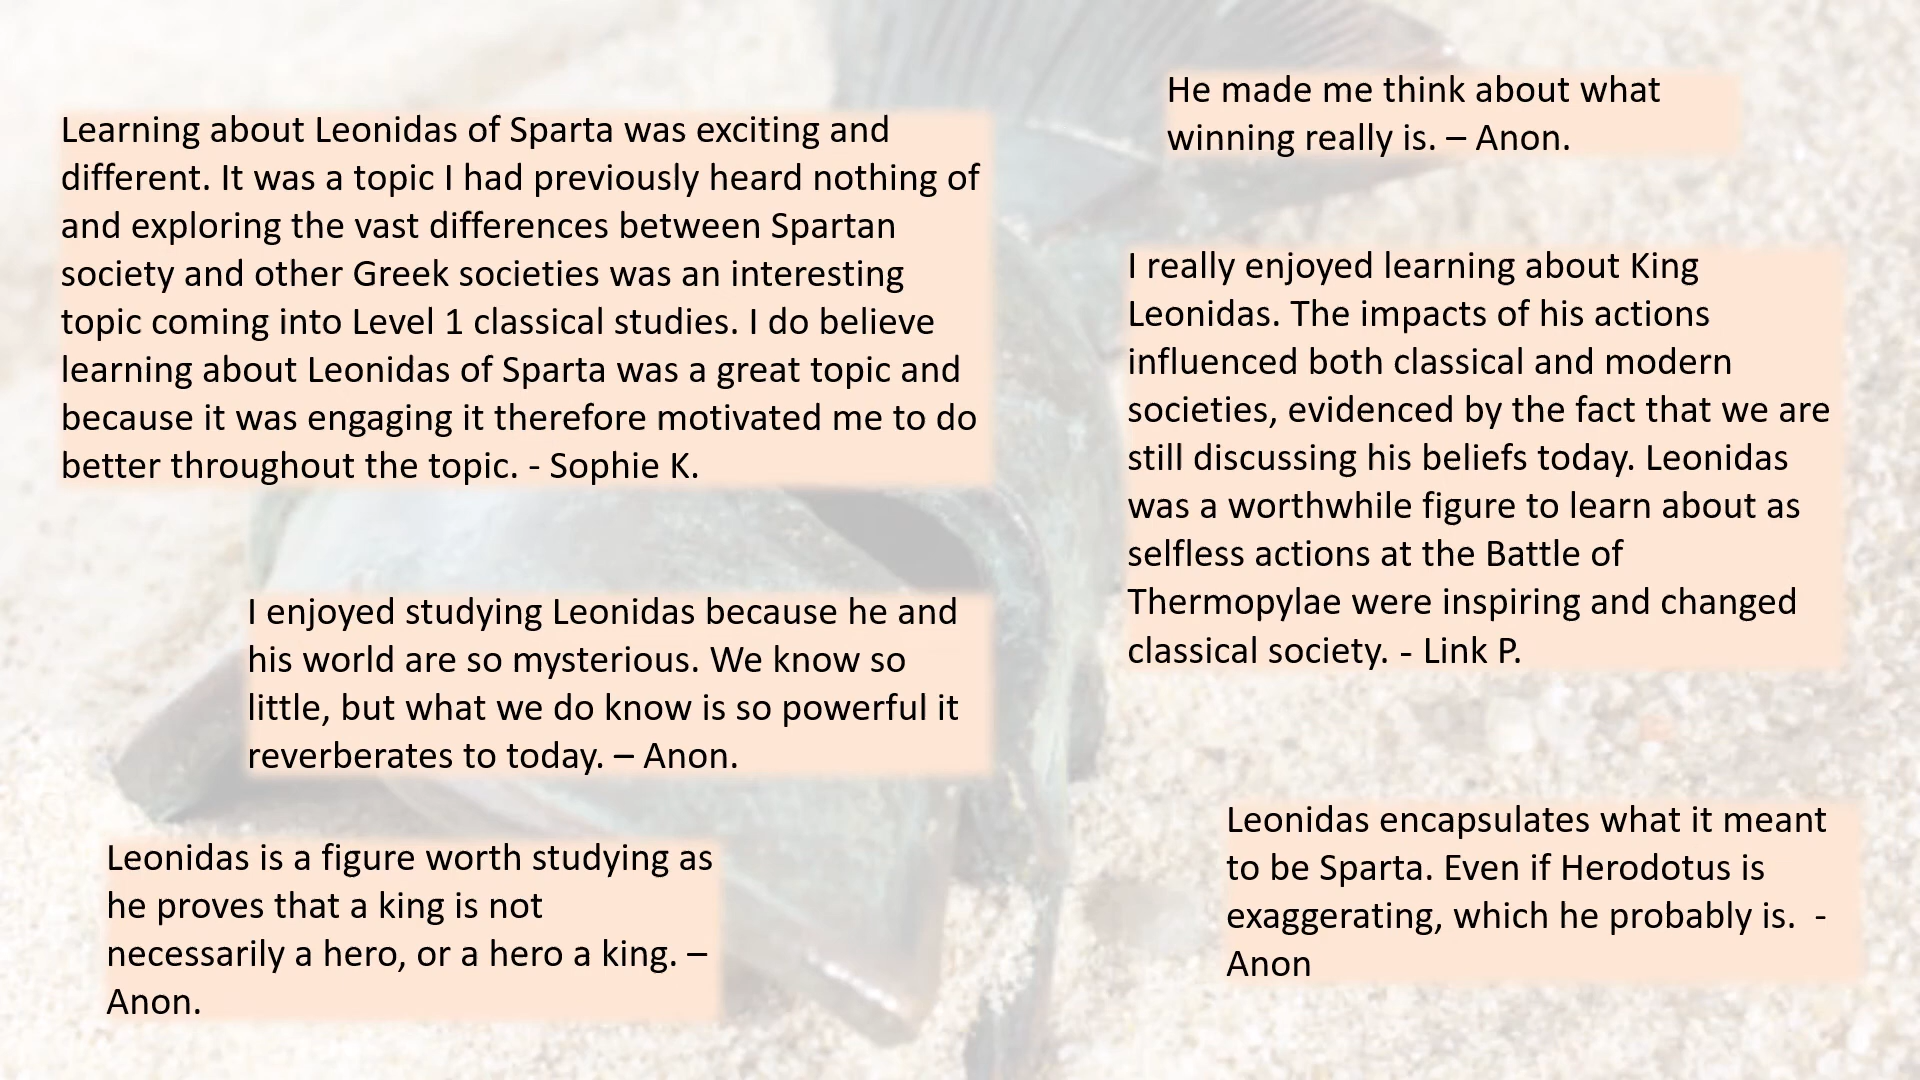 Learning about Leonidas of Sparta was exciting and
different. It was a topic I had previously heard nothing of
and exploring the vast differences between Spartan
society and other Greek societies was an interesting
topic coming into Level 1 classical studies. I do believe
learning about Leonidas of Sparta was a great topic and
because it was engaging it therefore motivated me to do
better throughout the topic. - Sophie K.
I enjoyed studying Leonidas because he and
his world are so mysterious. We know so
little, but what we do know is so powerful it
reverberates to today. – Anon.
Leonidas is a figure worth studying as
he proves that a king is not
necessarily a hero, or a hero a king. –
Anon.
He made me think about what
winning really is. – Anon.
I really enjoyed learning about King
Leonidas. The impacts of his actions
influenced both classical and modern
societies, evidenced by the fact that we are
still discussing his beliefs today. Leonidas
was a worthwhile figure to learn about as
selfless actions at the Battle of
Thermopylae were inspiring and changed
classical society. - Link P.
Leonidas encapsulates what it meant
to be Sparta. Even if Herodotus is
exaggerating, which he probably is.  -
Anon